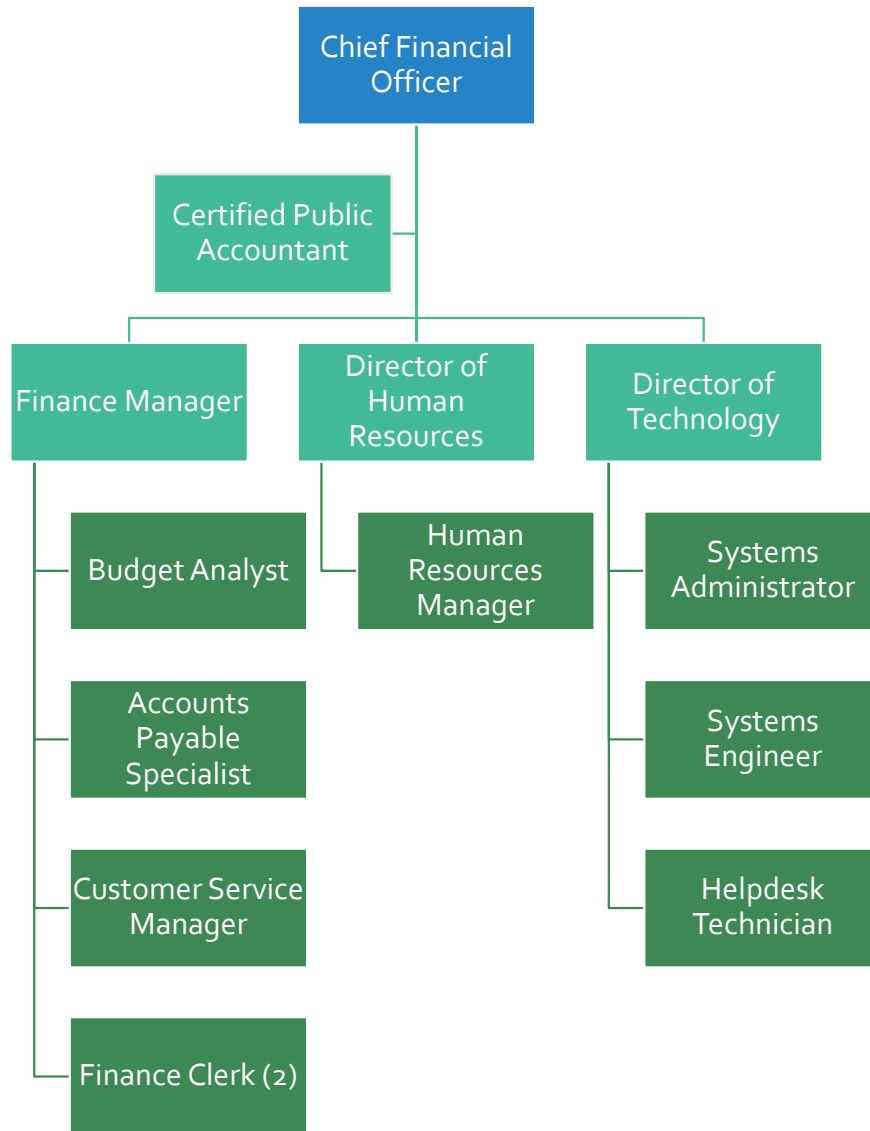 Chief Financial
Officer
Certified Public
Accountant
Finance Manager
Director of
Human
Resources
Director of
Technology
Budget Analyst
Human
Resources
Manager
Systems
Administrator
Accounts
Payable
Specialist
Systems
Engineer
Customer Service
Manager
Helpdesk
Technician
Finance Clerk (2)